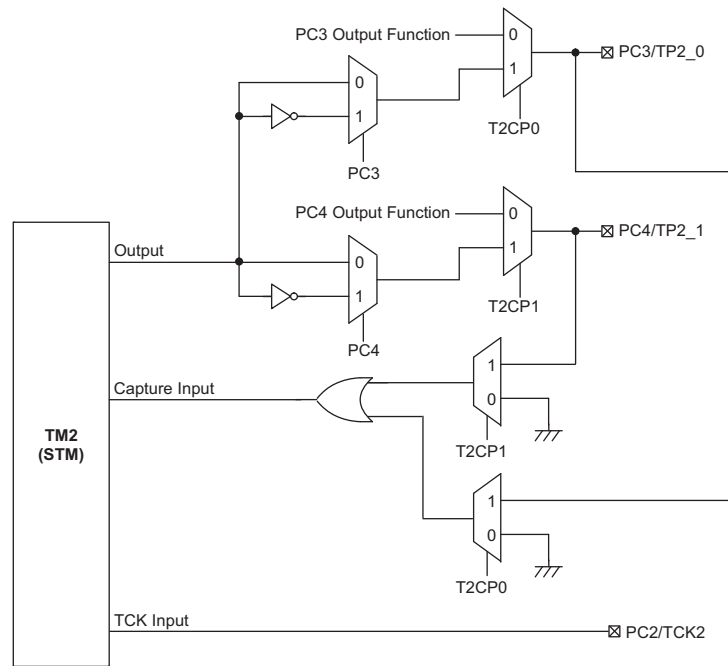 PC3 Output Function
0
1
PC3/TP2_0
T2CP0
0
1
PC3
PC4 Output Function
0
1
PC4/TP2_1
T2CP1
Output
0
1
PC4
Capture Input
1
0
T2CP1
TM2
(STM)
1
0
T2CP0
TCK Input
PC2/TCK2